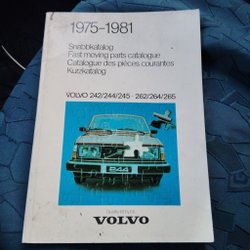 1975-1981
Snabbkatalog
Fast moving parts catalogue
Catalogue des pièces courantes
Kurzkatalog
VOLVO 242/244/245 · 262/264/265
244
VOLVO